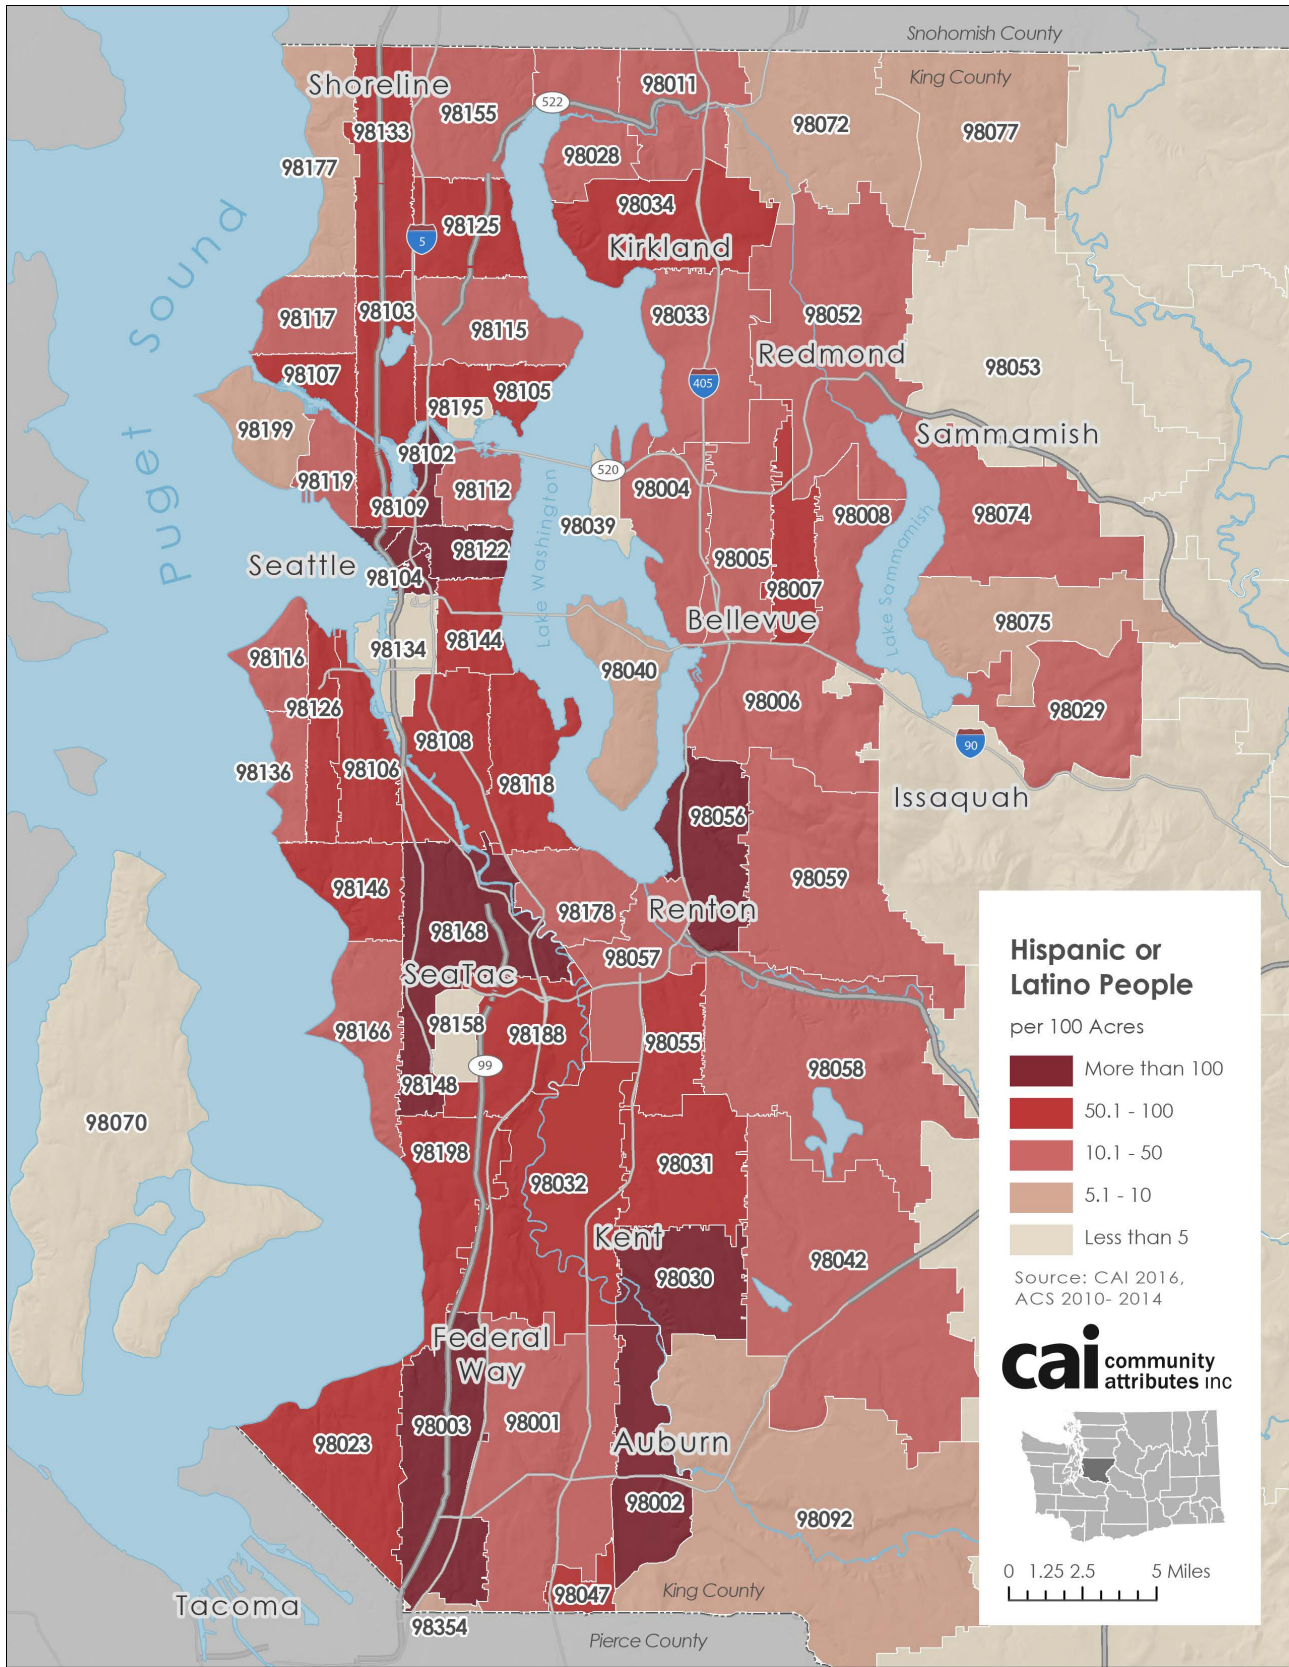 Snohomish County
King County
Shoreline
98011
98155
522
98133
98072
98077
98177
98028
98034
98125
5
Kirkland
Puget Sound
98103
98117
98115
98033
98052
Redmond
98053
98107
405
98105
98195
98199
Sammamish
98102
520
98119
98112
98004
98109
98039
98008
98074
Lake Washington
Lake Sammamish
98122
Seattle
98104
98005
98007
Bellevue
98075
98134
98144
98116
98040
98126
98006
98029
98108
90
98136
98106
98118
Issaquah
98056
98146
98059
98178
Renton
98168
98057
SeaTac
98158
98166
98188
98055
99
98058
98148
98070
98198
98031
98032
Kent
98030
98042
Federal
Way
98003
98001
98023
Auburn
98002
98092
98047
King County
Tacoma
98354
Pierce County
Hispanic or
Latino People
per 100 Acres
More than 100
50.1 - 100
10.1 - 50
5.1 - 10
Less than 5
Source: CAI 2016,
ACS 2010- 2014
cai community
attributes inc
0 1.25 2.5 5 Miles